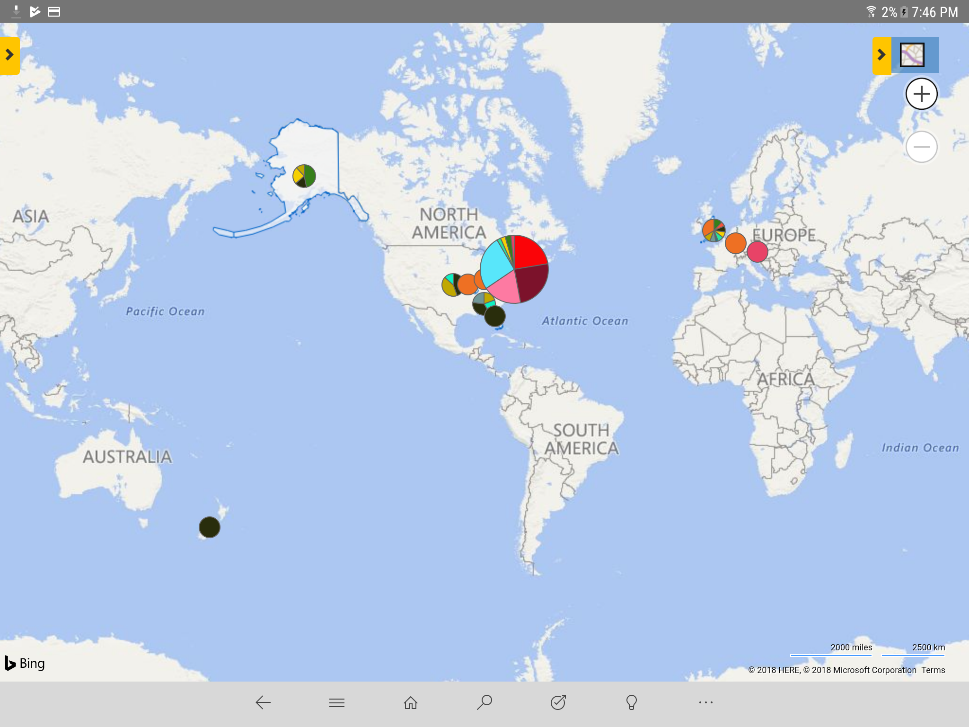 2% 7:46 PM
ASIA
NORTH
AMERICA
EUROPE
Pacific Ocean
Atlantic Ocean
AFRICA
SOUTH
AMERICA
AUSTRALIA
Indian Ocean
2000 miles 2500 km
Bing
© 2018 HERE, © 2018 Microsoft Corporation Terms